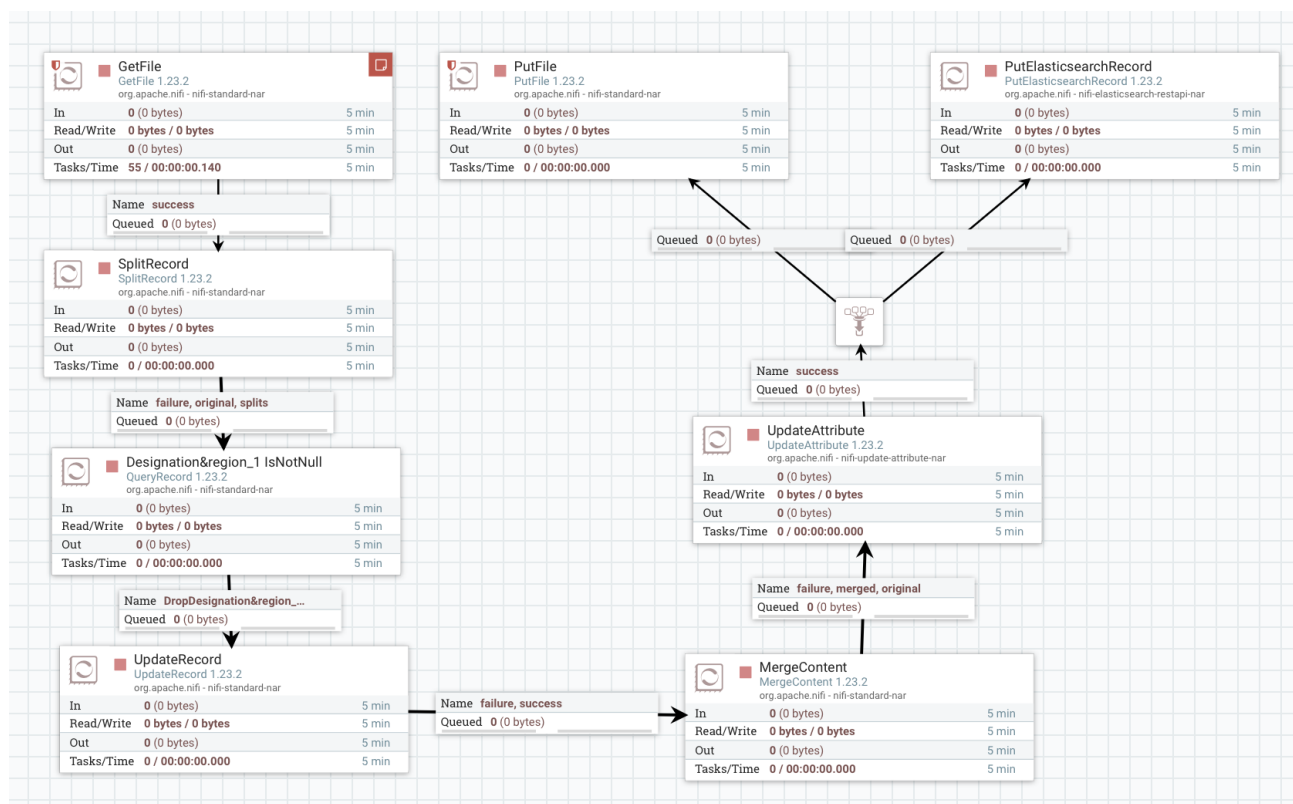 GetFile
GetFile 1.23.2
org.apache.nifi - nifi-standard-nar
In 0 (0 bytes) 5 min
Read/Write 0 bytes / 0 bytes 5 min
Out 0 (0 bytes) 5 min
Tasks/Time 55 / 00:00:00.140 5 min
Name success
Queued 0 (0 bytes)
SplitRecord
SplitRecord 1.23.2
org.apache.nifi - nifi-standard-nar
In 0 (0 bytes) 5 min
Read/Write 0 bytes / 0 bytes 5 min
Out 0 (0 bytes) 5 min
Tasks/Time 0 / 00:00:00.000 5 min
Name failure, original, splits
Queued 0 (0 bytes)
Designation&region_1 IsNotNull
QueryRecord 1.23.2
org.apache.nifi - nifi-standard-nar
In 0 (0 bytes) 5 min
Read/Write 0 bytes / 0 bytes 5 min
Out 0 (0 bytes) 5 min
Tasks/Time 0 / 00:00:00.000 5 min
Name DropDesignation&region_...
Queued 0 (0 bytes)
UpdateRecord
UpdateRecord 1.23.2
org.apache.nifi - nifi-standard-nar
In 0 (0 bytes) 5 min
Read/Write 0 bytes / 0 bytes 5 min
Out 0 (0 bytes) 5 min
Tasks/Time 0 / 00:00:00.000 5 min
Name failure, success
Queued 0 (0 bytes)
MergeContent
MergeContent 1.23.2
org.apache.nifi - nifi-standard-nar
In 0 (0 bytes) 5 min
Read/Write 0 bytes / 0 bytes 5 min
Out 0 (0 bytes) 5 min
Tasks/Time 0 / 00:00:00.000 5 min
Name failure, merged, original
Queued 0 (0 bytes)
UpdateAttribute
UpdateAttribute 1.23.2
org.apache.nifi - nifi-update-attribute-nar
In 0 (0 bytes) 5 min
Read/Write 0 bytes / 0 bytes 5 min
Out 0 (0 bytes) 5 min
Tasks/Time 0 / 00:00:00.000 5 min
Name success
Queued 0 (0 bytes)
Queued 0 (0 bytes)
Queued 0 (0 bytes)
PutFile
PutFile 1.23.2
org.apache.nifi - nifi-standard-nar
In 0 (0 bytes) 5 min
Read/Write 0 bytes / 0 bytes 5 min
Out 0 (0 bytes) 5 min
Tasks/Time 0 / 00:00:00.000 5 min
PutElasticsearchRecord
PutElasticsearchRecord 1.23.2
org.apache.nifi - nifi-elasticsearch-restapi-nar
In 0 (0 bytes) 5 min
Read/Write 0 bytes / 0 bytes 5 min
Out 0 (0 bytes) 5 min
Tasks/Time 0 / 00:00:00.000 5 min